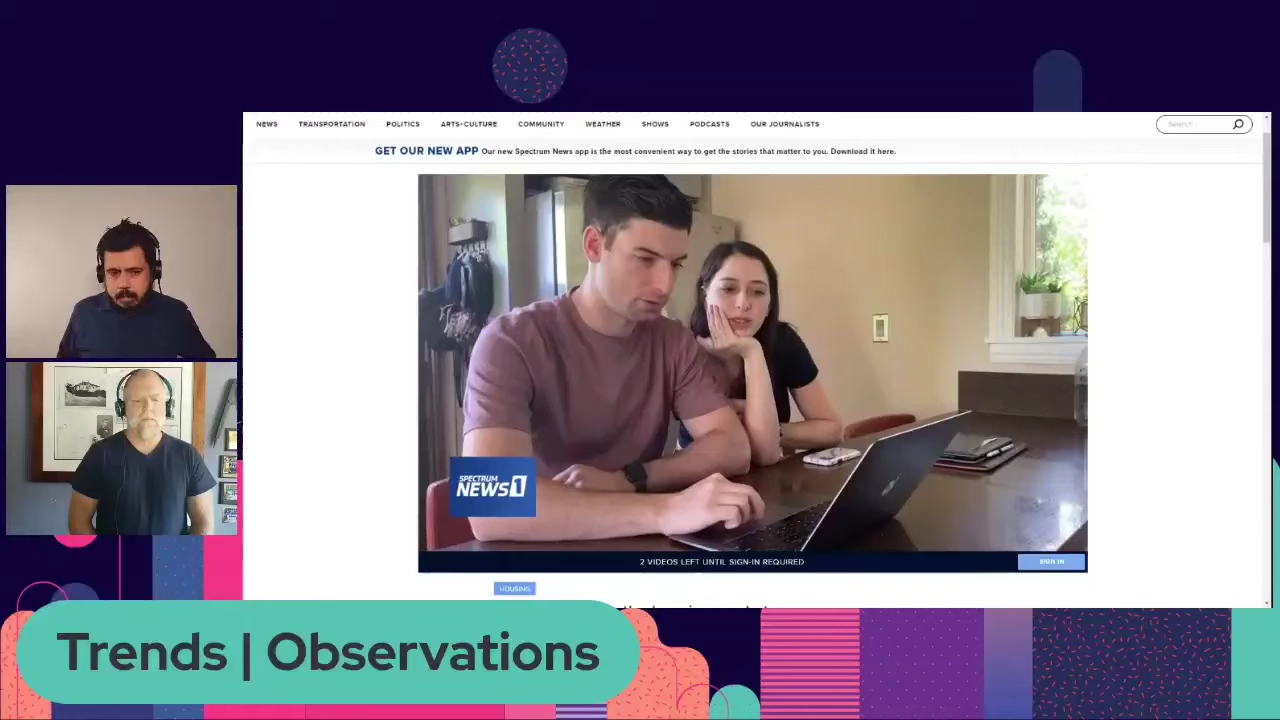 NEWS TRANSPORTATION POLITICS ARTS+CULTURE COMMUNITY WEATHER SHOWS PODCASTS OUR JOURNALISTS
Search
GET OUR NEW APP Our new Spectrum News app is the most convenient way to get the stories that matter to you. Download it here.
SPECTRUM
NEWS1
2 VIDEOS LEFT UNTIL SIGN-IN REQUIRED
SIGN IN
HOUSING
Trends | Observations